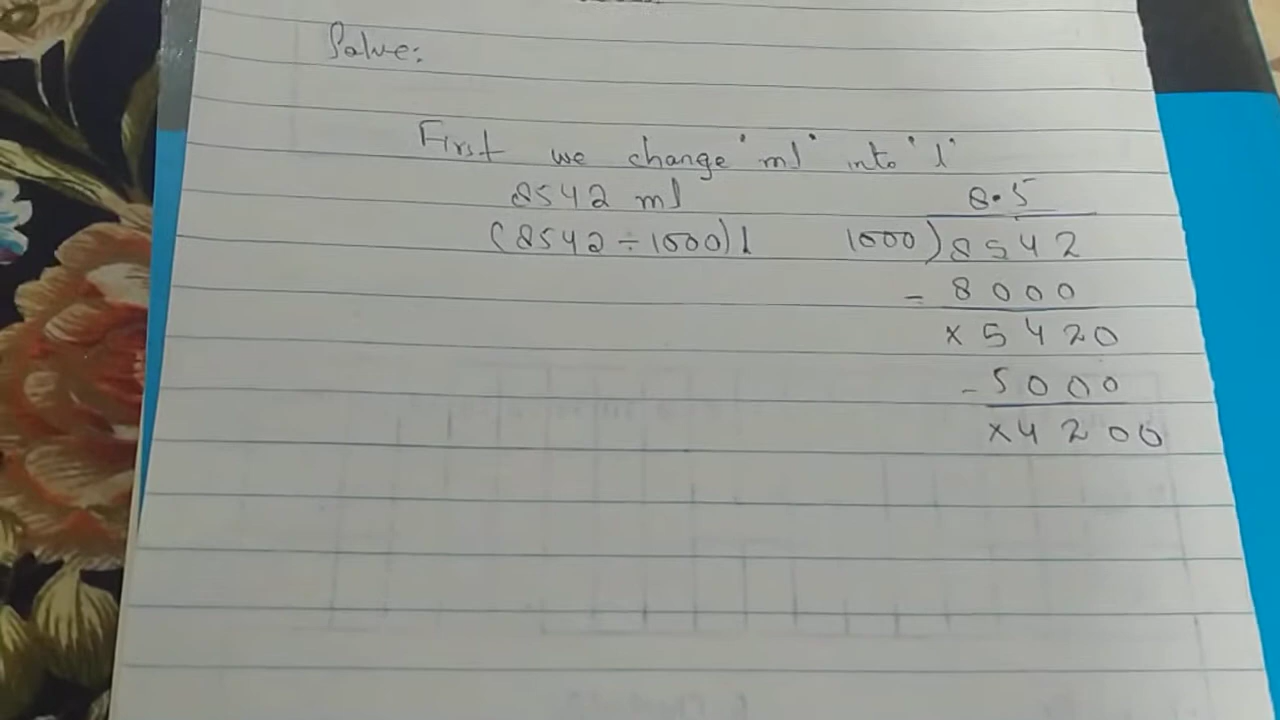 Solve:
First we change "ml" into "l"
8542 ml
(8542÷1000)l
8.5
1000)8542
- 8000
×5420
-5000
×4200